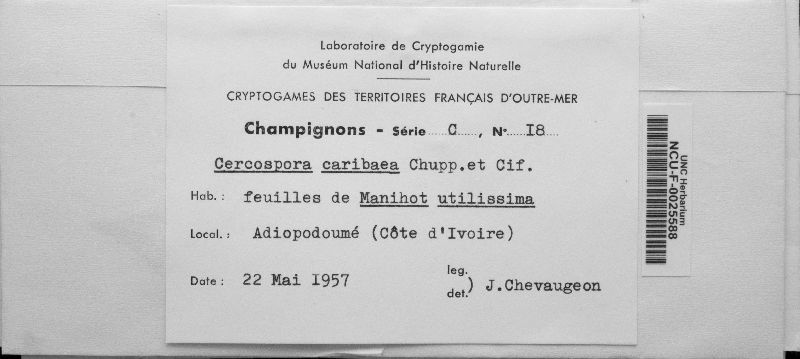 Laboratoire de Cryptogamie
du Muséum National d'Histoire Naturelle
CRYPTOGAMES DES TERRITOIRES FRANÇAIS D'OUTRE-MER
Champignons - Série C , N° I8
Cercospora caribaea Chupp.et Cif.
Hab. : feuilles de Manihot utilissima
Local. : Adiopodoumé (Côte d'Ivoire)
Date : 22 Mai I957
leg.
det. ) J.Chevaugeon
UNC Herbarium
NCU-F-0025588